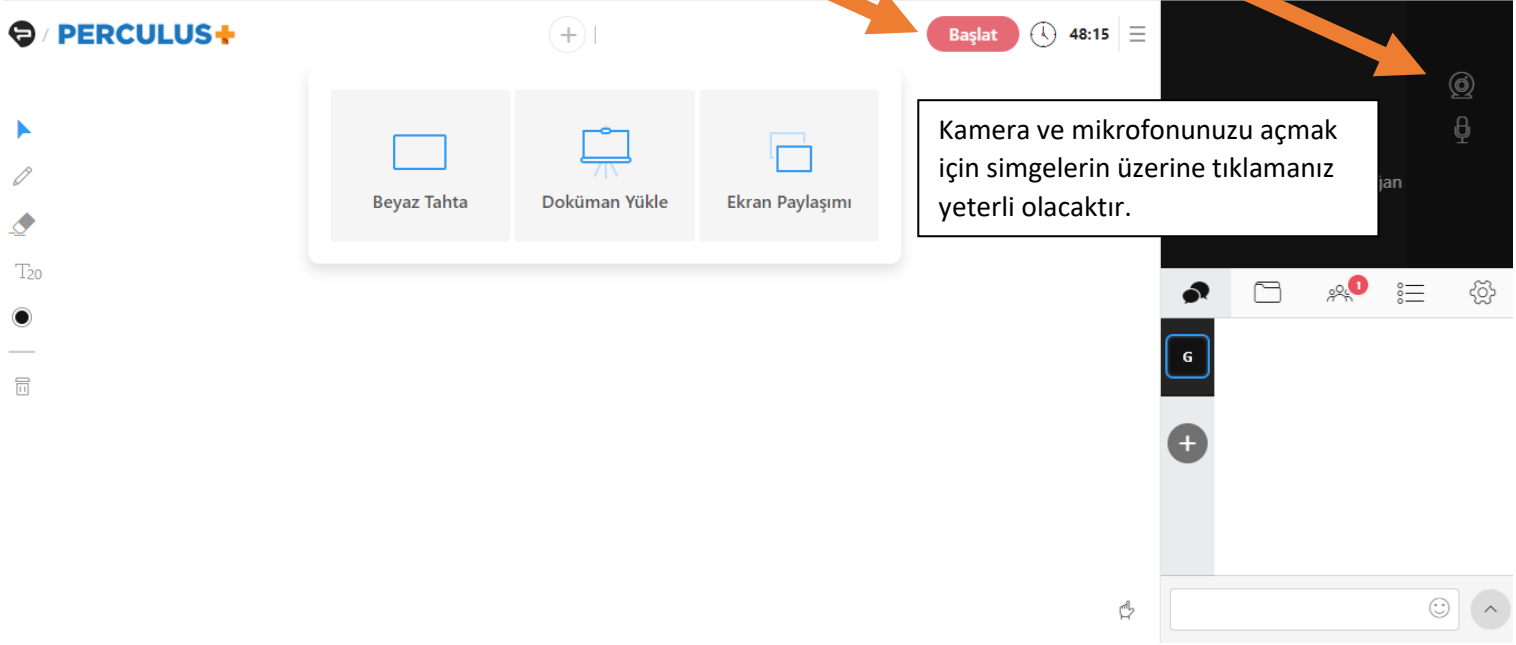 / PERCULUS+
Başlat
48:15
Beyaz Tahta
Doküman Yükle
Ekran Paylaşımı
Kamera ve mikrofonunuzu açmak
için simgelerin üzerine tıklamanız
yeterli olacaktır.
jan
T20
1
G